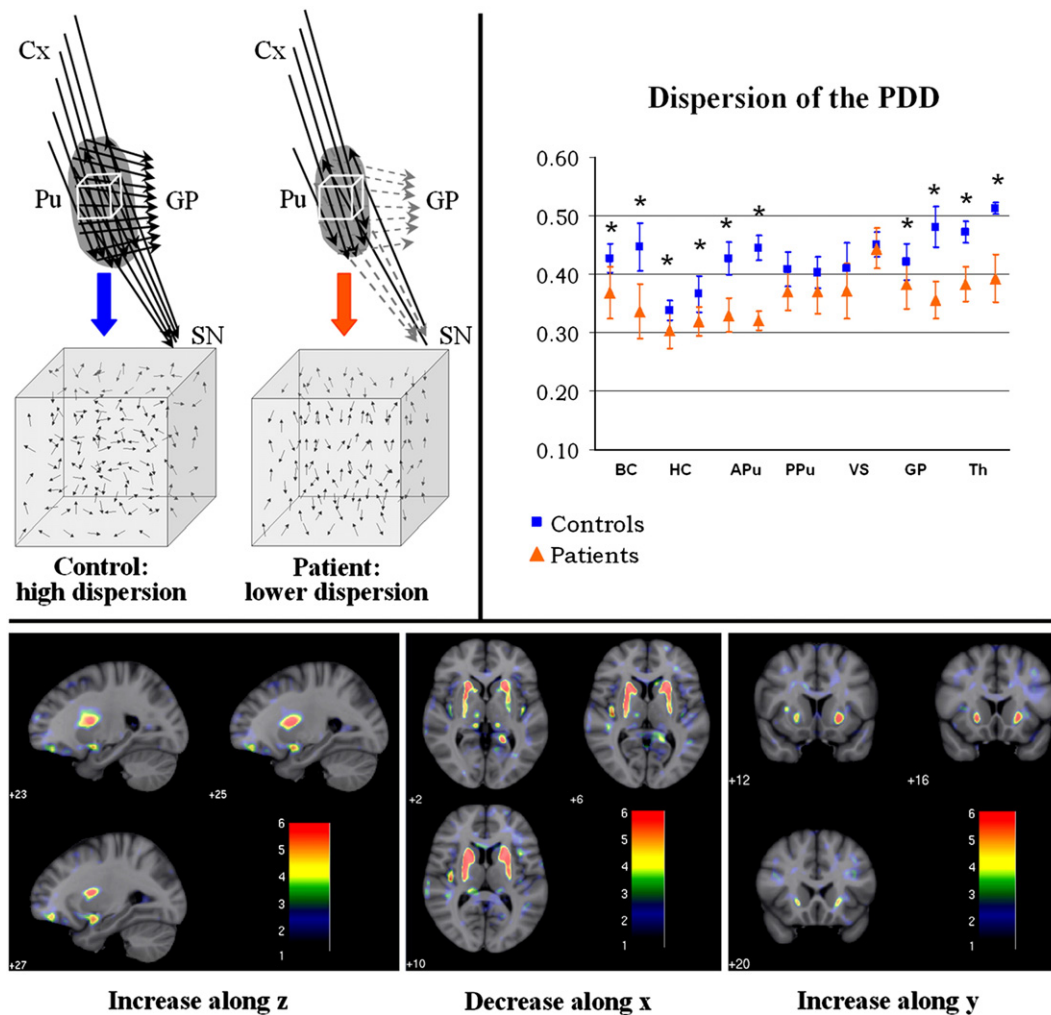 Cx
Pu
GP
SN
Control:
high dispersion
Cx
Pu
GP
SN
Patient:
lower dispersion
Dispersion of the PDD
0.60
0.50
0.40
0.30
0.20
0.10
* * * * * * * * * *
BC HC APu PPu VS GP Th
Controls
Patients
+23
+25
+27
6
5
4
3
2
1
Increase along z
+2
+6
+10
6
5
4
3
2
1
Decrease along x
+12
+16
+20
6
5
4
3
2
1
Increase along y